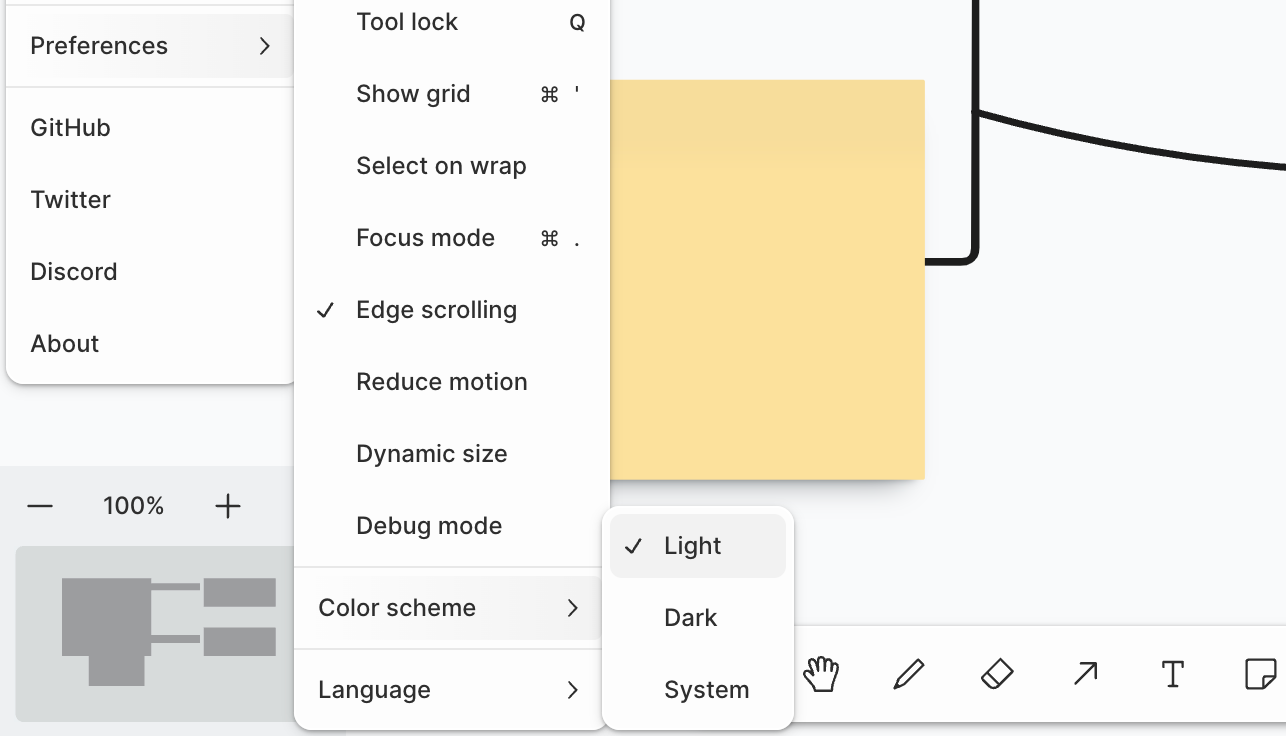 Preferences
GitHub
Twitter
Discord
About
100%
Tool lock Q
Show grid ⌘ '
Select on wrap
Focus mode ⌘ .
Edge scrolling
Reduce motion
Dynamic size
Debug mode
Color scheme
Language
Light
Dark
System
T